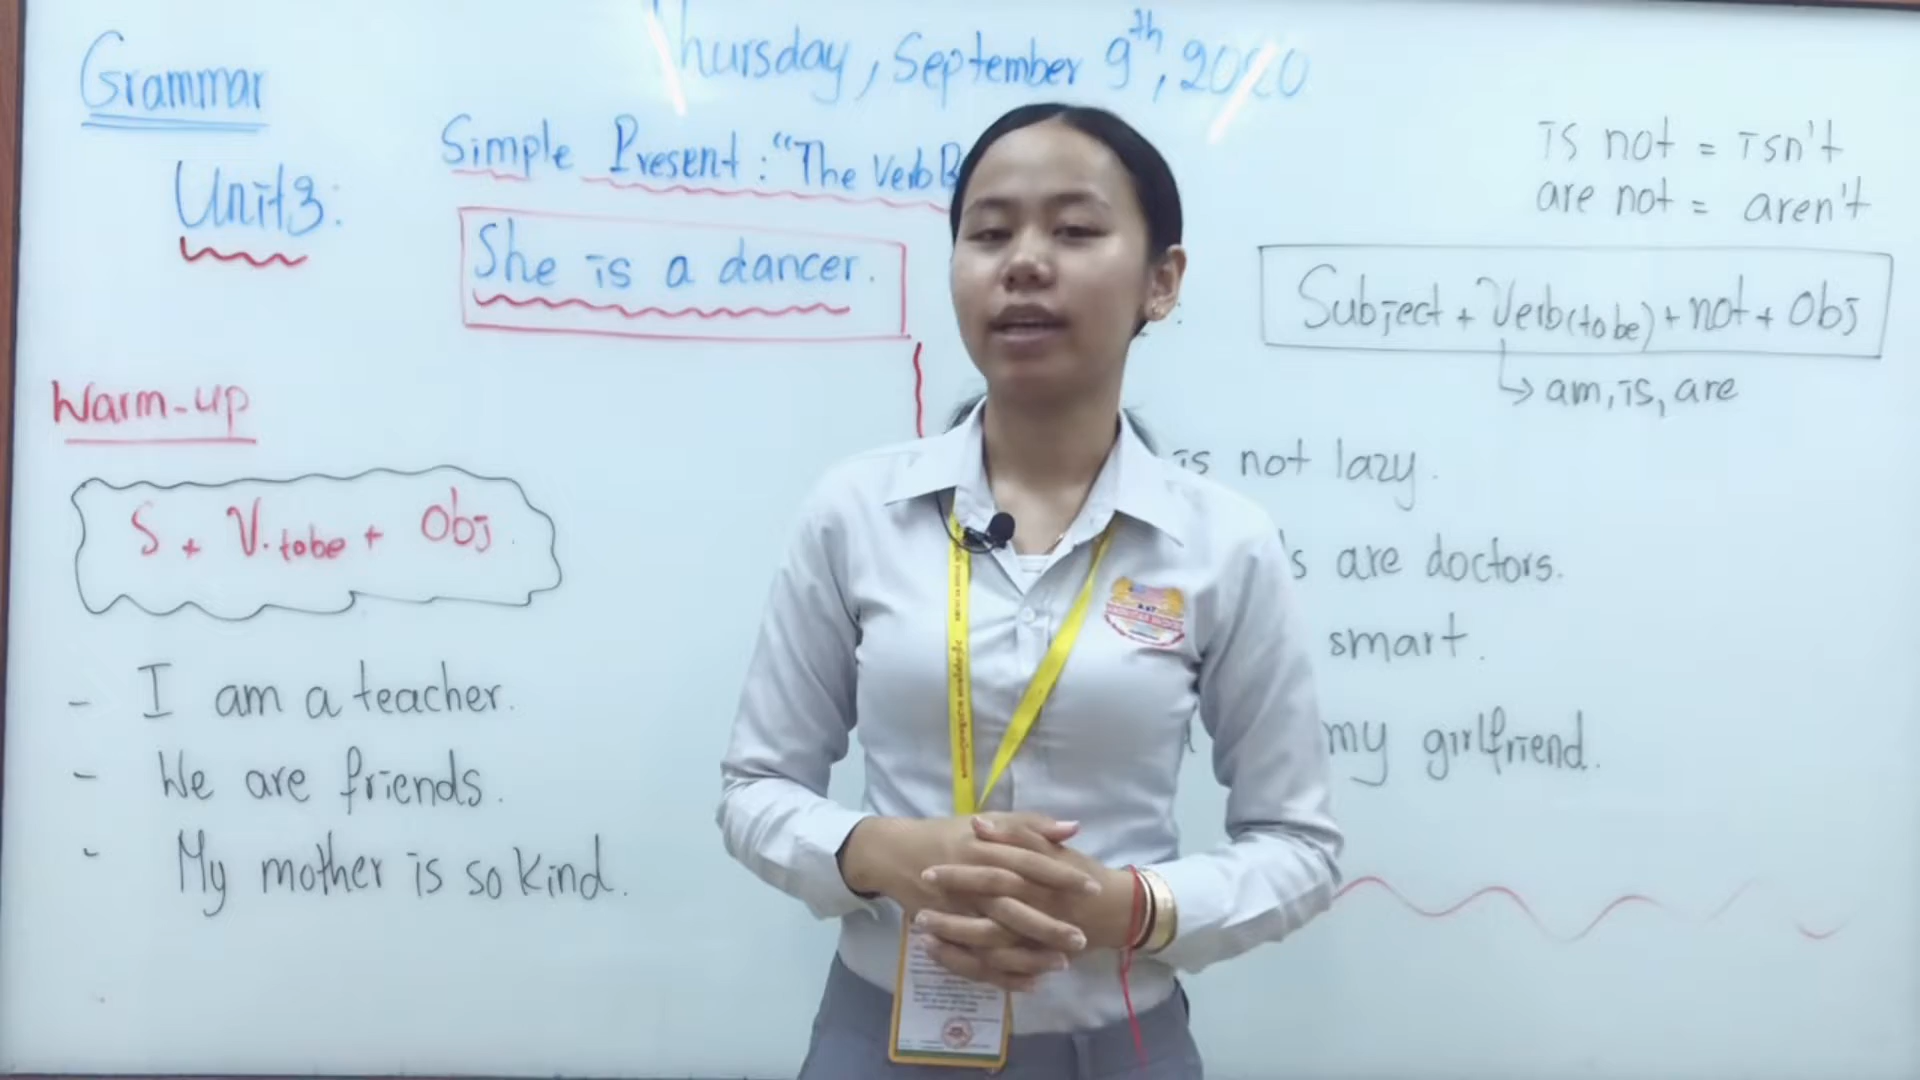 Grammar
Thursday, September 9th, 2020
Unit 3:
Simple Present: "The Verb B
She is a dancer.
Warm-up
S + V.tobe + Obj
- I am a teacher.
- We are friends.
- My mother is so kind.
is not = isn't
are not = aren't
Subject + Verb(to be) + not + Obj
am, is, are
is not lazy.
s are doctors.
smart.
my girlfriend.